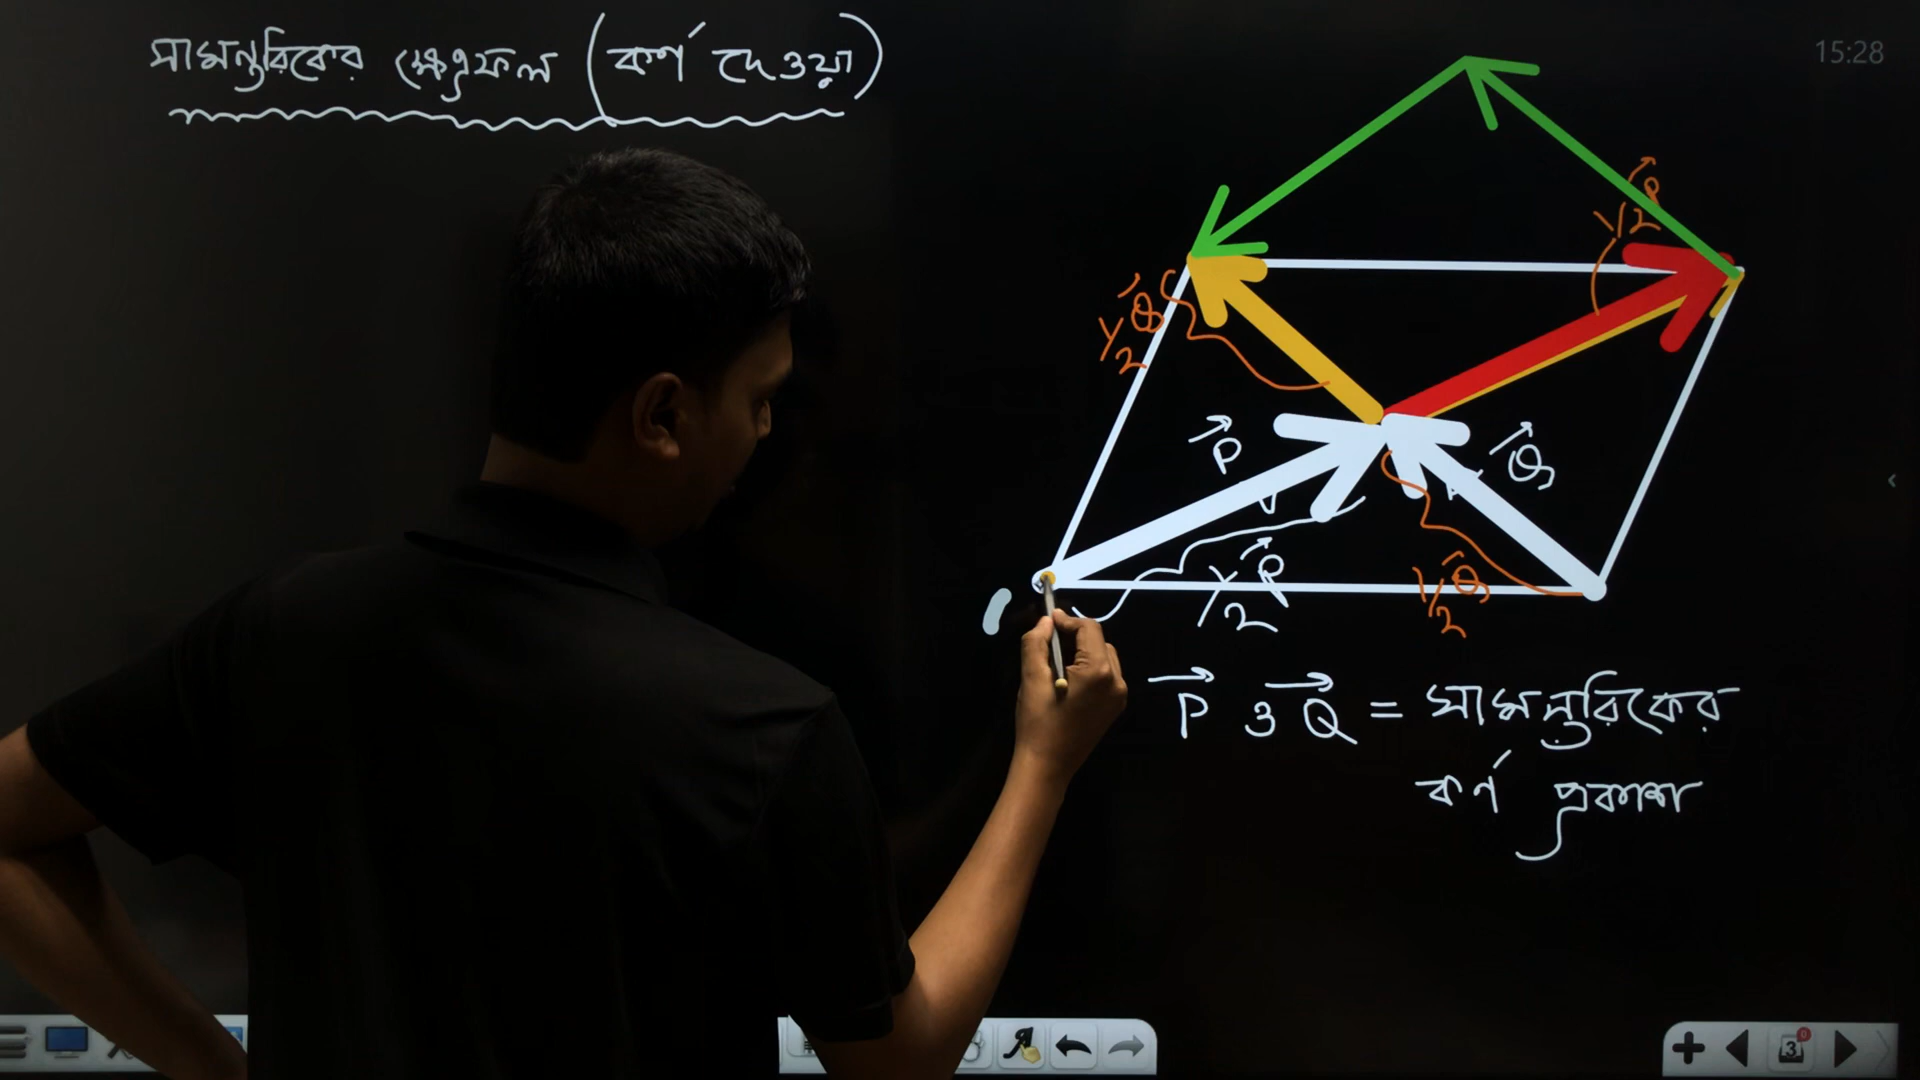 সামন্তরিকের ক্ষেত্রফল (কর্ণ দেওয়া)
15:28
½ P⃗
½ Q⃗
P⃗
Q⃗
½ P⃗
½ Q⃗
P⃗ ও Q⃗ = সামন্তরিকের
কর্ণ প্রকাশ
3